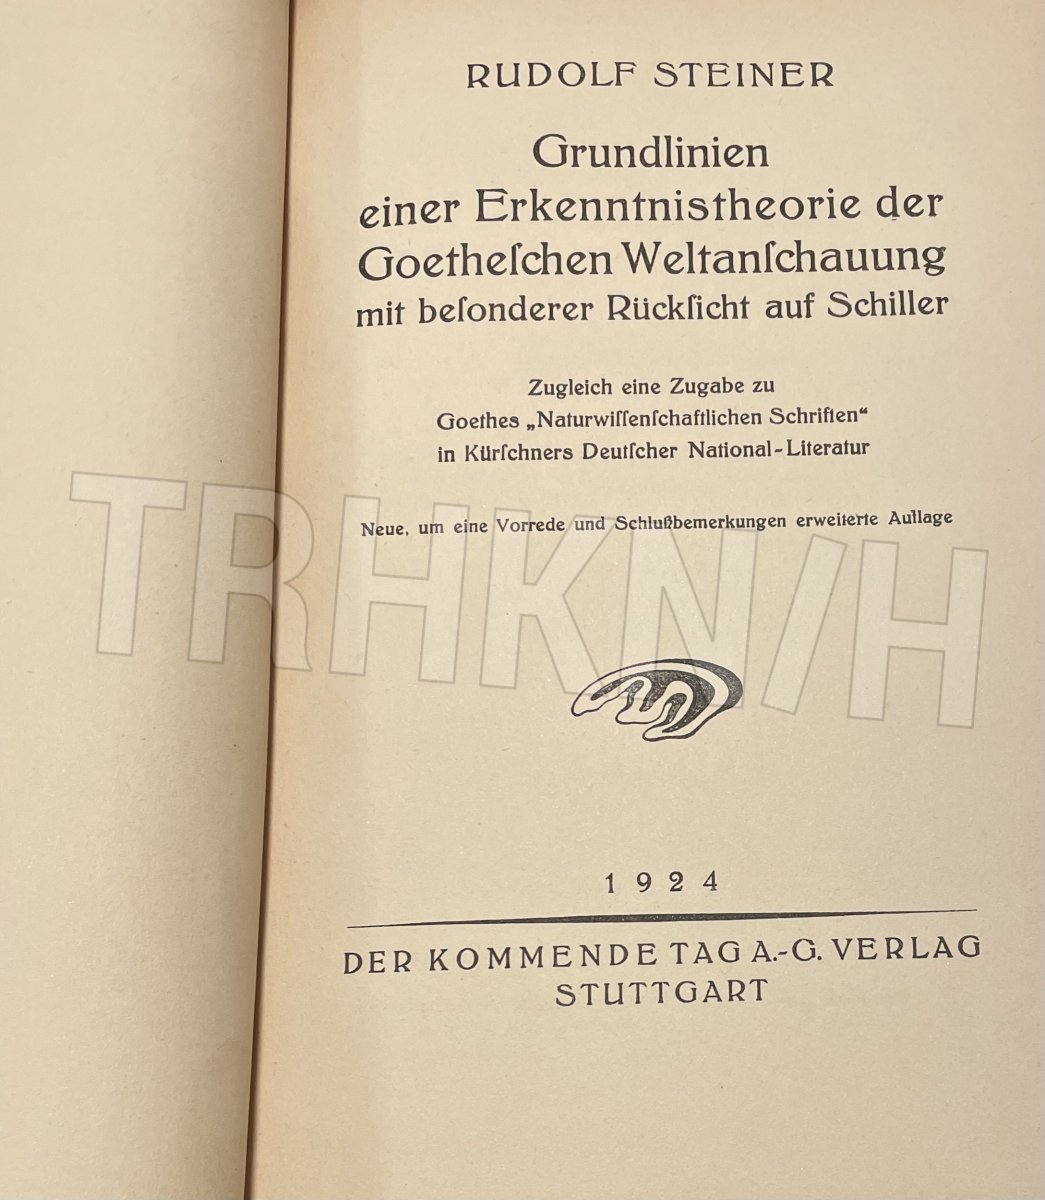 RUDOLF STEINER
Grundlinien
einer Erkenntnistheorie der
Goetheſchen Weltanſchauung
mit beſonderer Rückſicht auf Schiller
Zugleich eine Zugabe zu
Goethes „Naturwiſſenſchaftlichen Schriften“
in Kürſchners Deutſcher National-Literatur
Neue, um eine Vorrede und Schlußbemerkungen erweiterte Auflage
TRHKN/H
1924
DER KOMMENDE TAG A.-G. VERLAG
STUTTGART